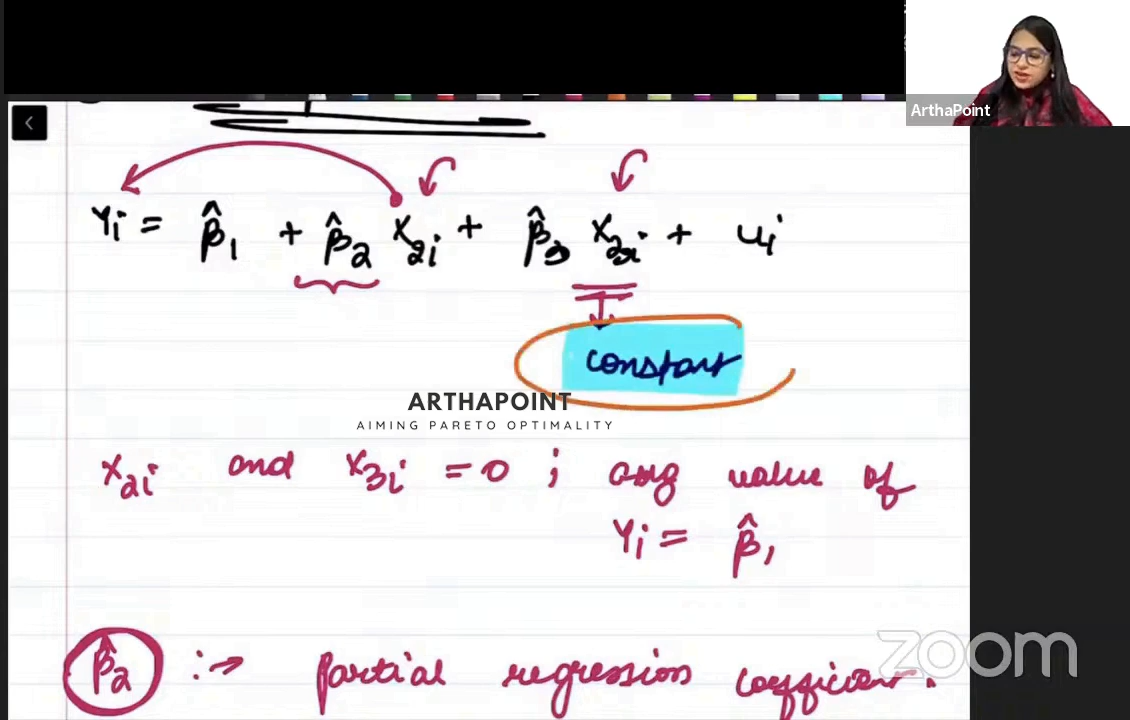 ArthaPoint
Yi = β̂1 + β̂2 X2i + β̂3 X3i + ui
constant
ARTHAPOINT
AIMING PARETO OPTIMALITY
X2i and X3i = 0 ; avg value of
Yi = β̂1
β̂2 :→ partial regression coefficient.
zoom